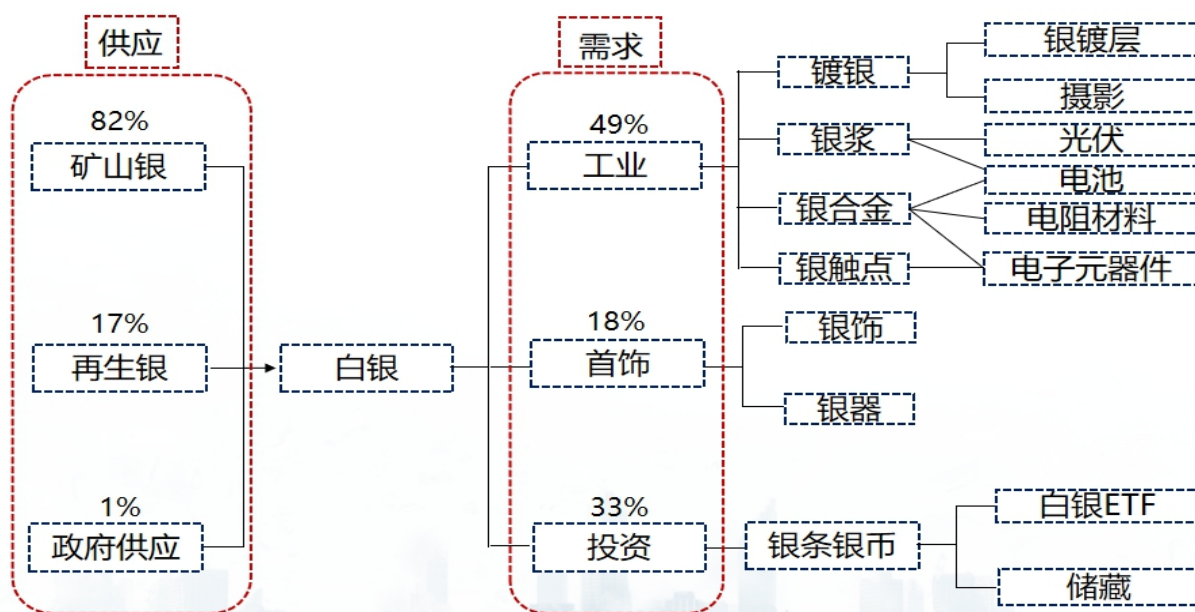 供应
82%
矿山银
17%
再生银
1%
政府供应
白银
需求
49%
工业
18%
首饰
33%
投资
镀银
银浆
银合金
银触点
银饰
银器
银条银币
银镀层
摄影
光伏
电池
电阻材料
电子元器件
白银ETF
储藏